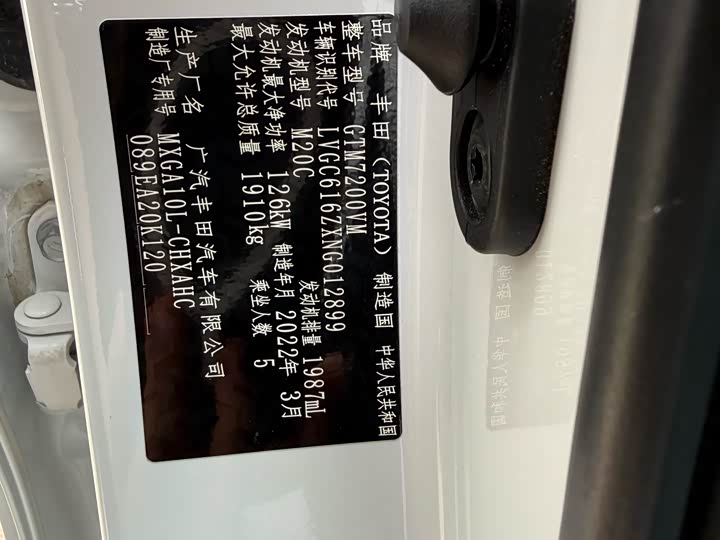 品牌 丰田（TOYOTA） 制造国 中华人民共和国
整车型号 GTM7200VM
车辆识别代号 LVGC616ZXNG012899
发动机型号 M20C 发动机排量 1987mL
发动机最大净功率 126kW 制造年月 2022年 3月
最大允许总质量 1910kg 乘坐人数 5
生产厂名 广汽丰田汽车有限公司
制造厂专用号 MXGA10L-CHXAHC
089EA20K120